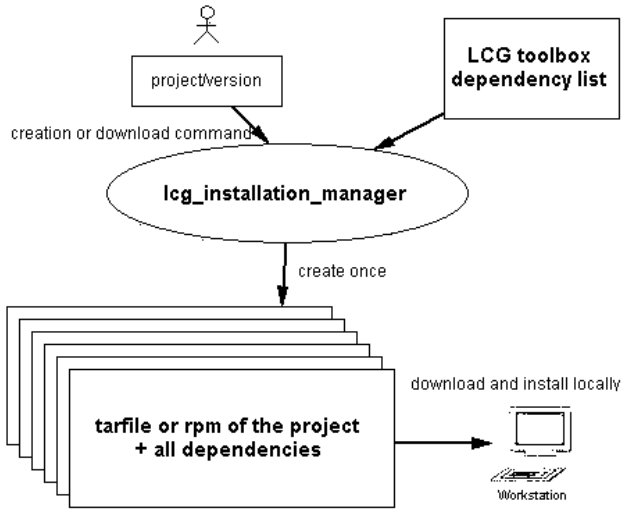 project/version
LCG toolbox
dependency list
creation or download command
lcg_installation_manager
create once
download and install locally
tarfile or rpm of the project
+ all dependencies
Workstation